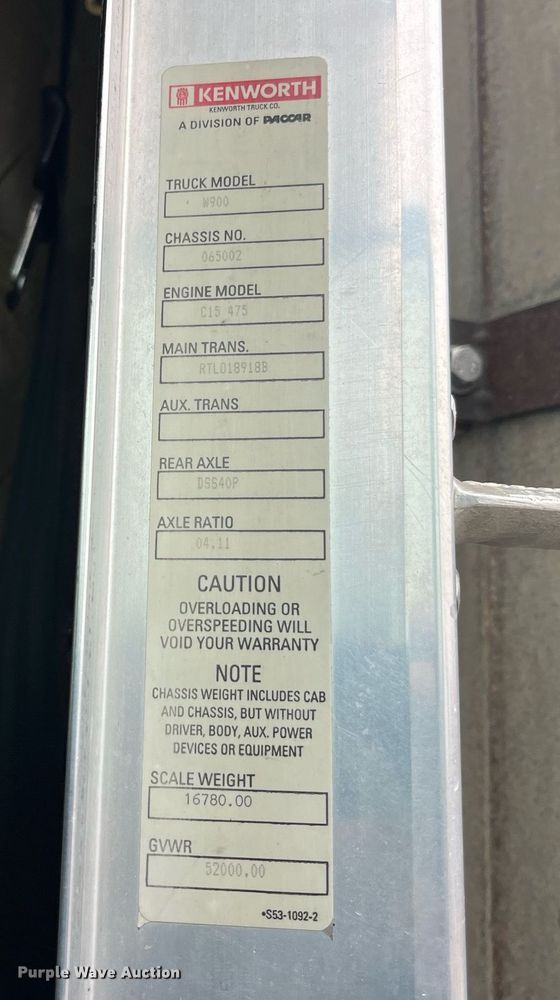 KENWORTH
KENWORTH TRUCK CO.
A DIVISION OF PACCAR
TRUCK MODEL
W900
CHASSIS NO.
065002
ENGINE MODEL
C15 475
MAIN TRANS.
RTLO18918B
AUX. TRANS
REAR AXLE
DSS40P
AXLE RATIO
04.11
CAUTION
OVERLOADING OR
OVERSPEEDING WILL
VOID YOUR WARRANTY
NOTE
CHASSIS WEIGHT INCLUDES CAB
AND CHASSIS, BUT WITHOUT
DRIVER, BODY, AUX. POWER
DEVICES OR EQUIPMENT
SCALE WEIGHT
16780.00
GVWR
52000.00
•S53-1092-2
Purple Wave Auction